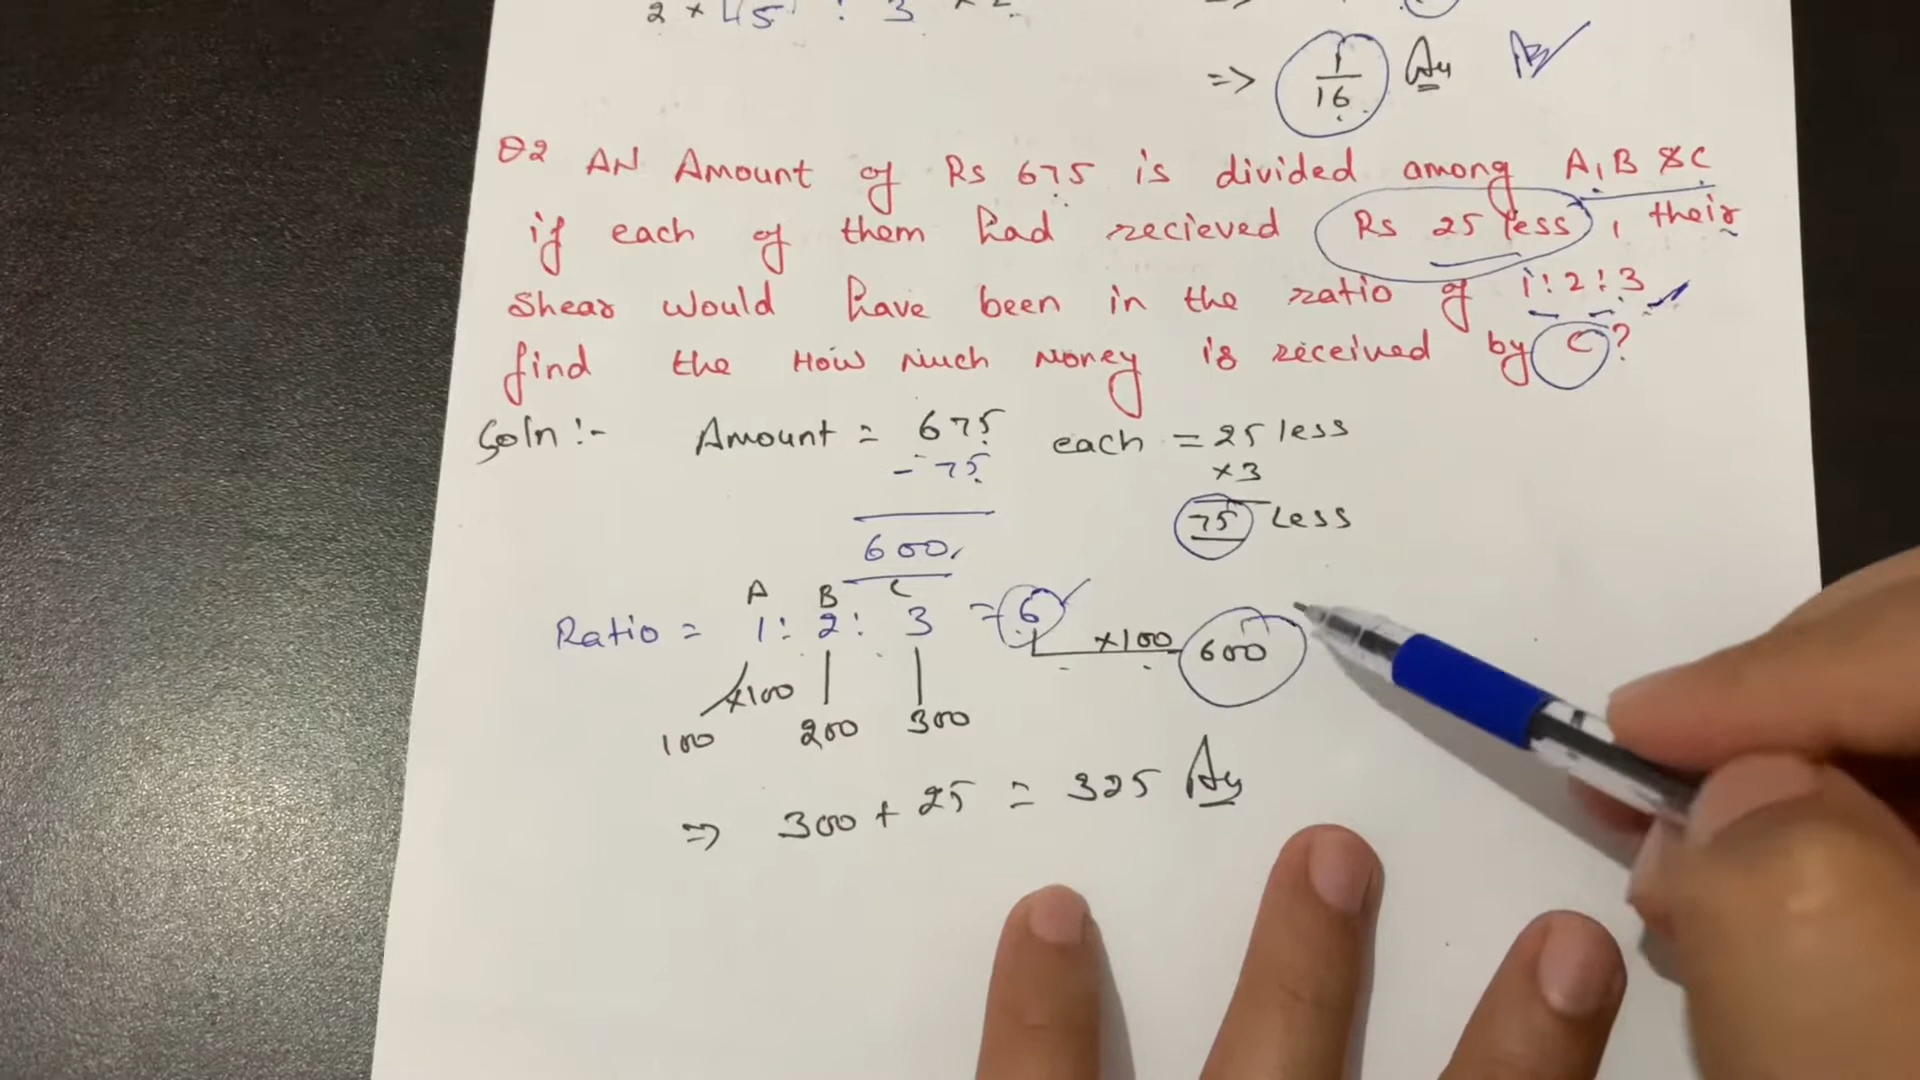 2 × 45 : 3
=> 1/16 Ans
Q2 AN Amount of Rs 675 is divided among A, B & C
if each of them had recieved Rs 25 less, their
Shear would have been in the ratio of 1:2:3
find the How much money is received by C?
Soln :- Amount = 675 each = 25 less
- 75 ×3
75 Less
600
A B C
Ratio = 1 : 2 : 3 = 6 ×100 600
×100
100 200 300
=> 300 + 25 = 325 Ans